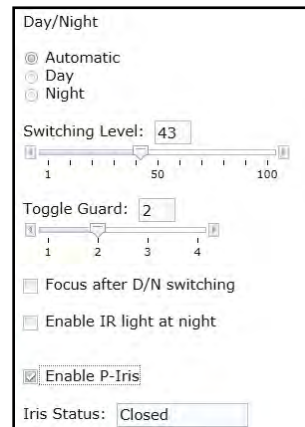 Day/Night
Automatic
Day
Night
Switching Level: 43
1 50 100
Toggle Guard: 2
1 2 3 4
Focus after D/N switching
Enable IR light at night
Enable P-Iris
Iris Status: Closed